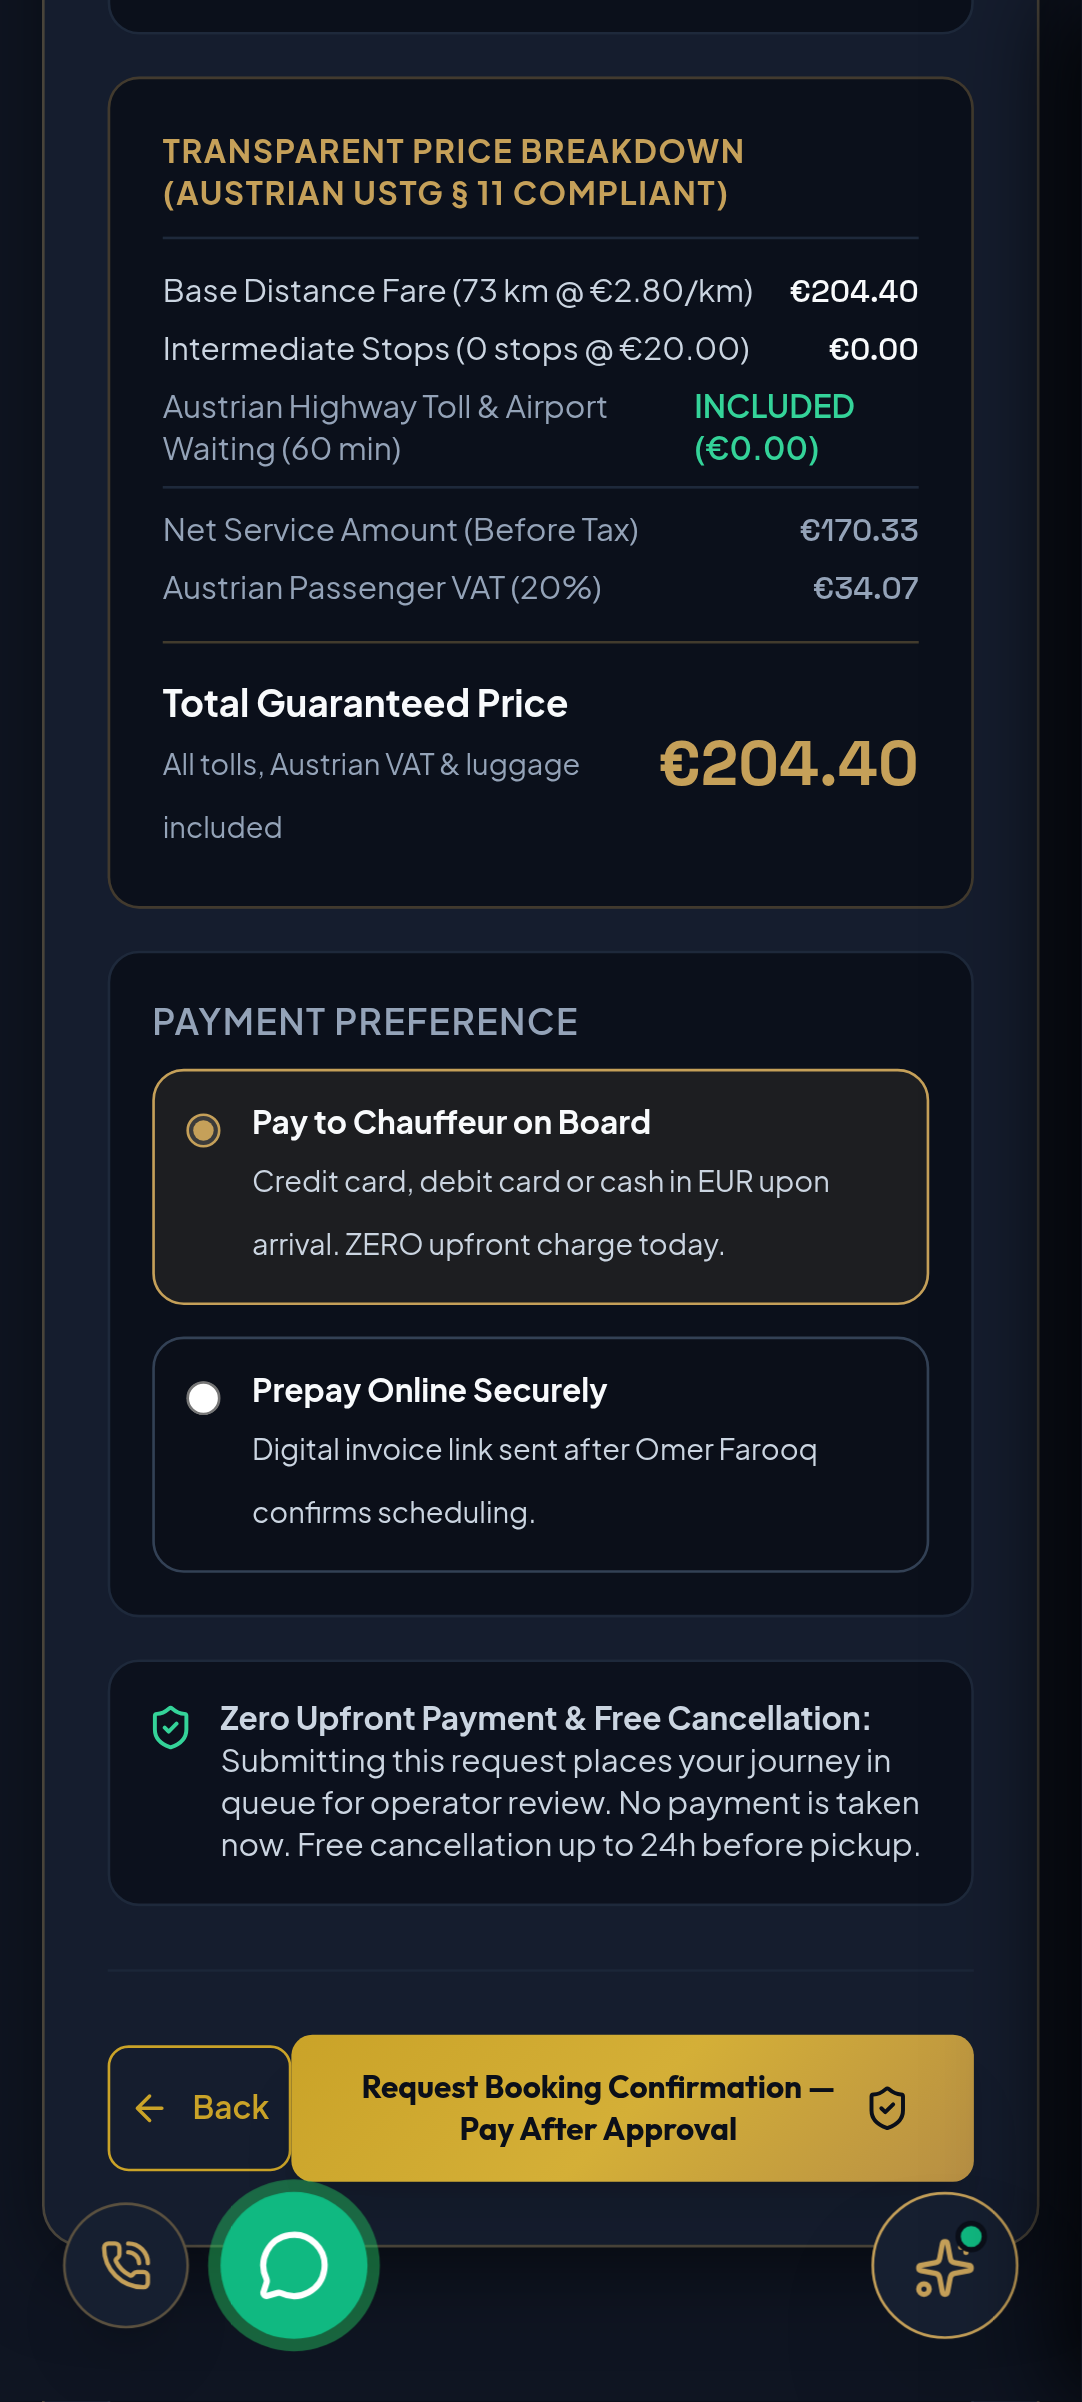 TRANSPARENT PRICE BREAKDOWN
(AUSTRIAN USTG § 11 COMPLIANT)
Base Distance Fare (73 km @ €2.80/km) €204.40
Intermediate Stops (0 stops @ €20.00) €0.00
Austrian Highway Toll & Airport INCLUDED
Waiting (60 min) (€0.00)
Net Service Amount (Before Tax) €170.33
Austrian Passenger VAT (20%) €34.07
Total Guaranteed Price
All tolls, Austrian VAT & luggage €204.40
included
PAYMENT PREFERENCE
Pay to Chauffeur on Board
Credit card, debit card or cash in EUR upon
arrival. ZERO upfront charge today.
Prepay Online Securely
Digital invoice link sent after Omer Farooq
confirms scheduling.
Zero Upfront Payment & Free Cancellation:
Submitting this request places your journey in
queue for operator review. No payment is taken
now. Free cancellation up to 24h before pickup.
Back
Request Booking Confirmation —
Pay After Approval